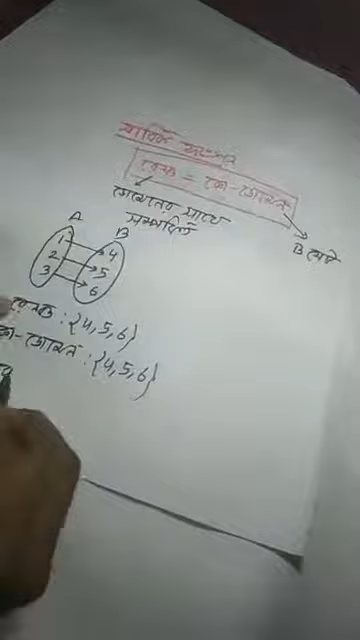 সার্বিক ফাংশন
রেঞ্জ = কো-ডোমেন
ডোমেনের সাথে
সম্পর্কিত
B সেট
A B
1 4
2 5
3 6
রেঞ্জ : {4, 5, 6}
কো-ডোমেন : {4, 5, 6}